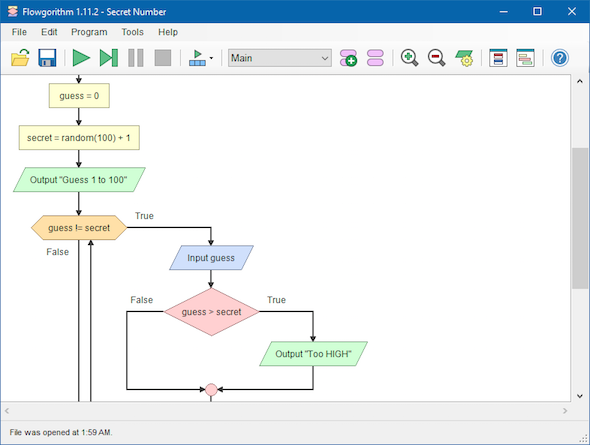 Flowgorithm 1.11.2 - Secret Number
File Edit Program Tools Help
Main
guess = 0
secret = random(100) + 1
Output "Guess 1 to 100"
True
guess != secret
False
Input guess
False True
guess > secret
Output "Too HIGH"
File was opened at 1:59 AM.